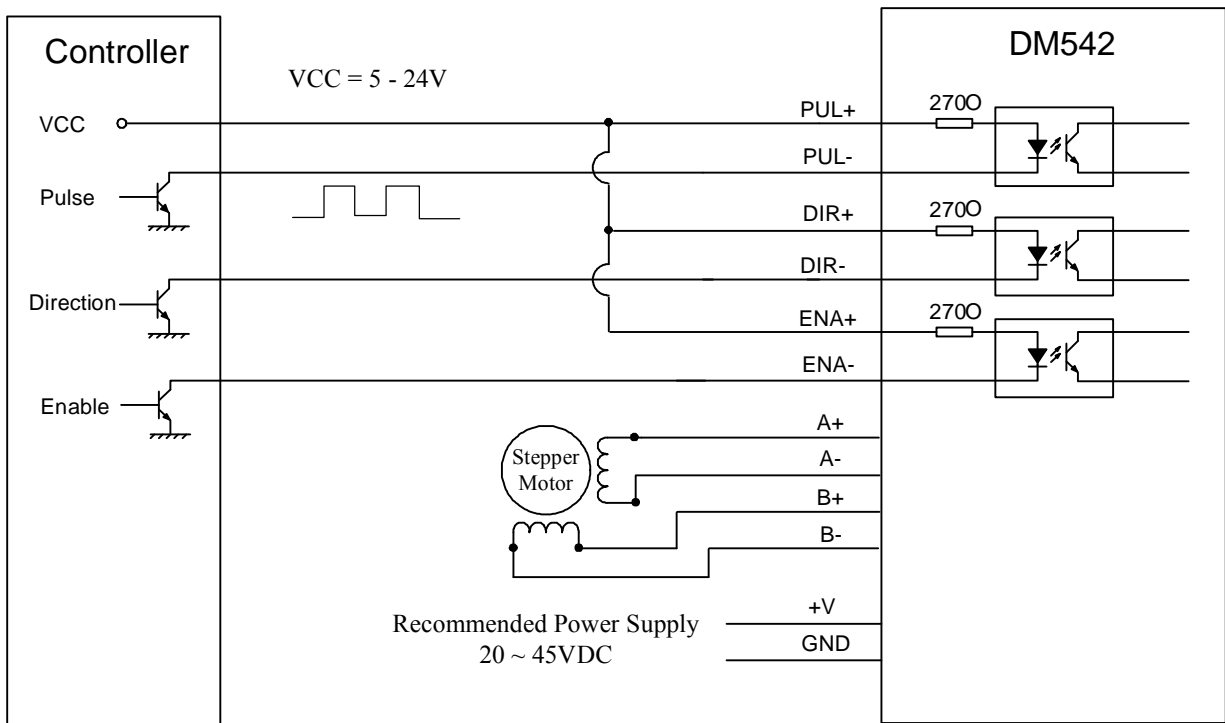 Controller
DM542
VCC = 5 - 24V
VCC
PUL+
270O
PUL-
Pulse
DIR+
270O
DIR-
Direction
ENA+
270O
ENA-
Enable
A+
Stepper
Motor
A-
B+
B-
Recommended Power Supply
20 ~ 45VDC
+V
GND